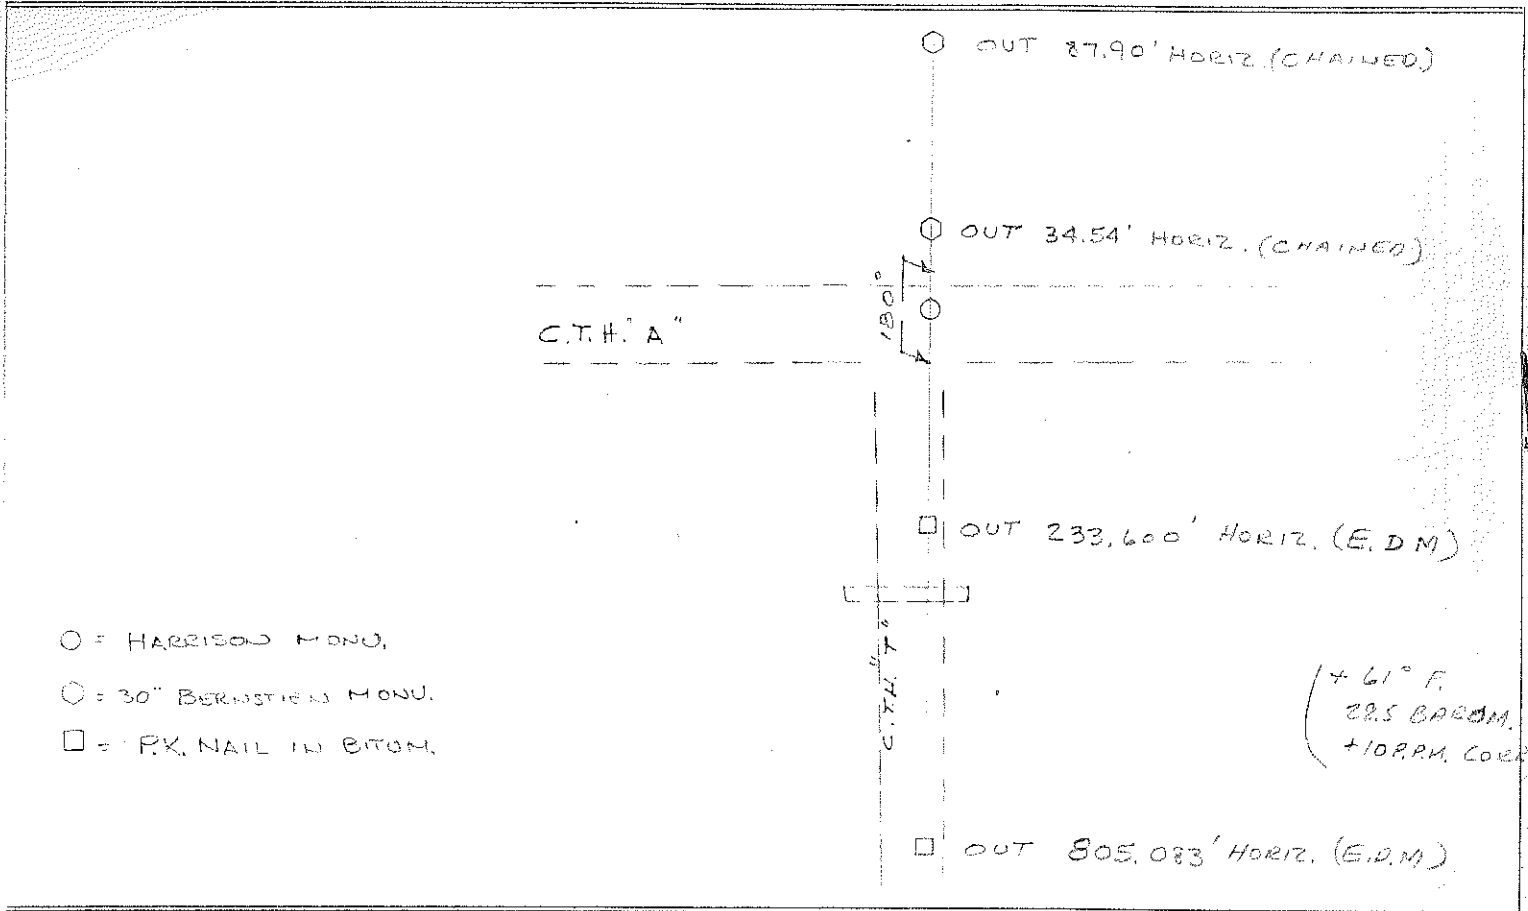 OUT 87.90' HORIZ. (CHAINED)
OUT 34.54' HORIZ. (CHAINED)
180°
C.T.H. "A"
OUT 233.600' HORIZ. (E.D.M)
C.T.H. "T"
= HARRISON MONU.
= 30" BERNSTIEN MONU.
= P.K. NAIL IN BITUM.
+ 61° F.
28.5 BAROM.
+10 P.P.M. CORR
OUT 805.083' HORIZ. (E.D.M)